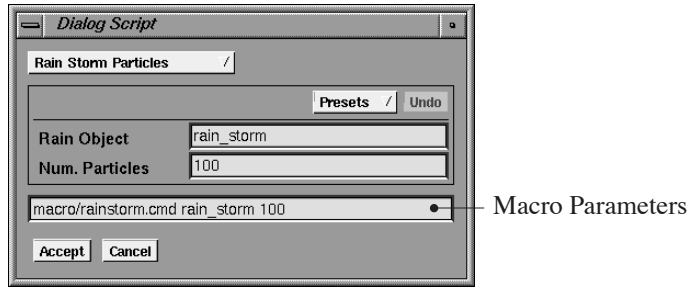 Dialog Script
Rain Storm Particles
Presets Undo
Rain Object rain_storm
Num. Particles 100
macro/rainstorm.cmd rain_storm 100
Macro Parameters
Accept Cancel